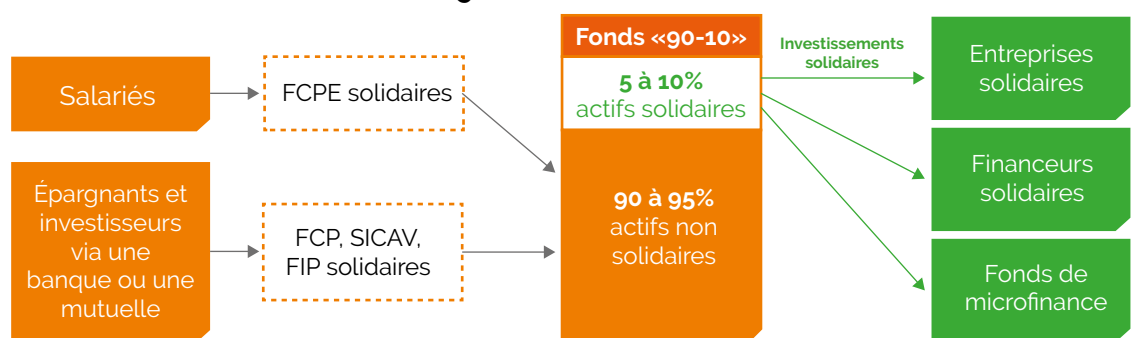 Salariés
FCPE solidaires
Épargnants et
investisseurs
via une
banque ou une
mutuelle
FCP, SICAV,
FIP solidaires
Fonds «90-10»
5 à 10%
actifs solidaires
90 à 95%
actifs non
solidaires
Investissements
solidaires
Entreprises
solidaires
Financeurs
solidaires
Fonds de
microfinance